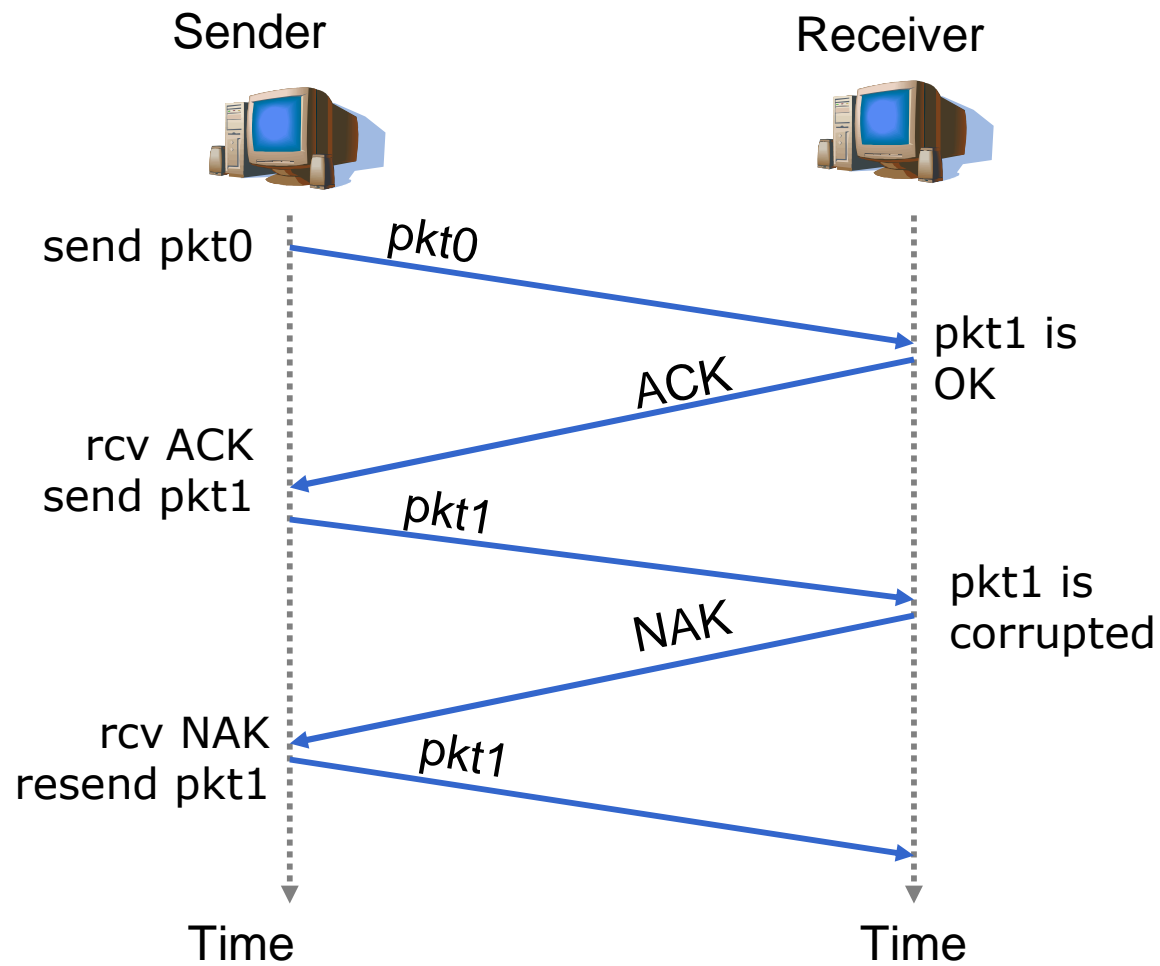 Sender
Receiver
send pkt0
pkt0
pkt1 is
OK
ACK
rcv ACK
send pkt1
pkt1
pkt1 is
corrupted
NAK
rcv NAK
resend pkt1
pkt1
Time
Time